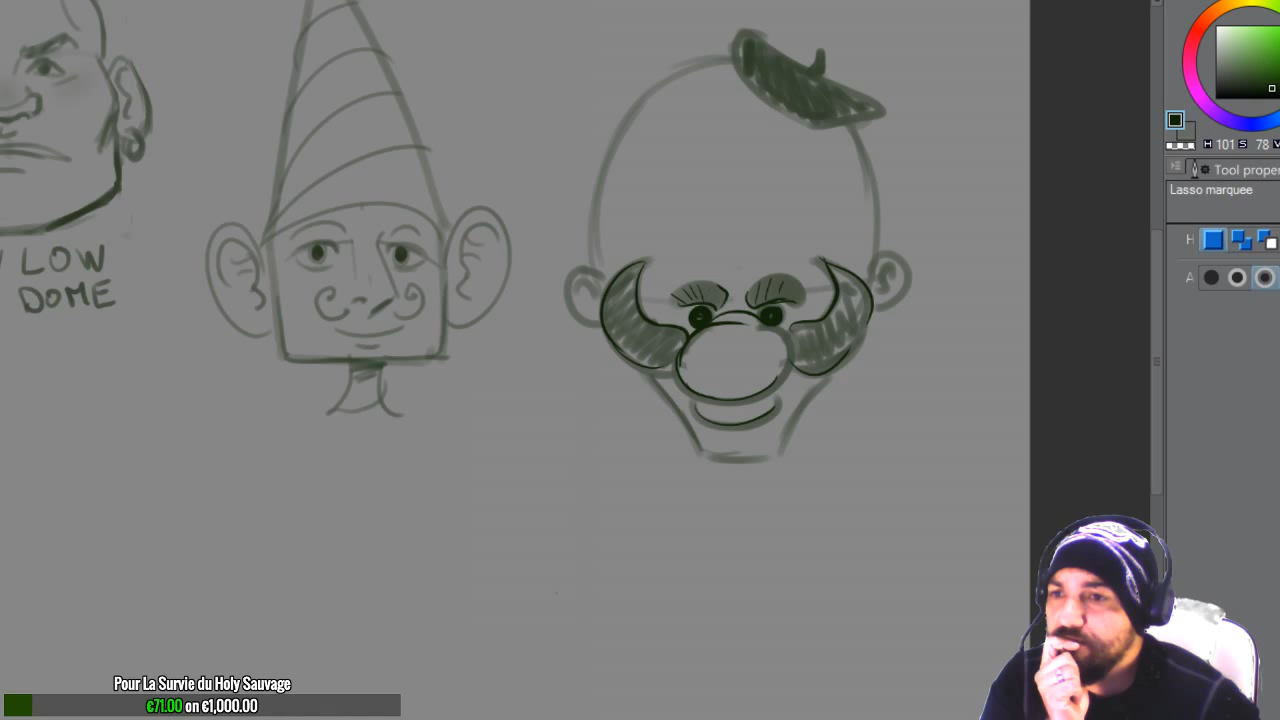 LOW
DOME
H 101 S 78 V
Tool proper
Lasso marquee
H
A
Pour La Survie du Holy Sauvage
€71.00 on €1,000.00